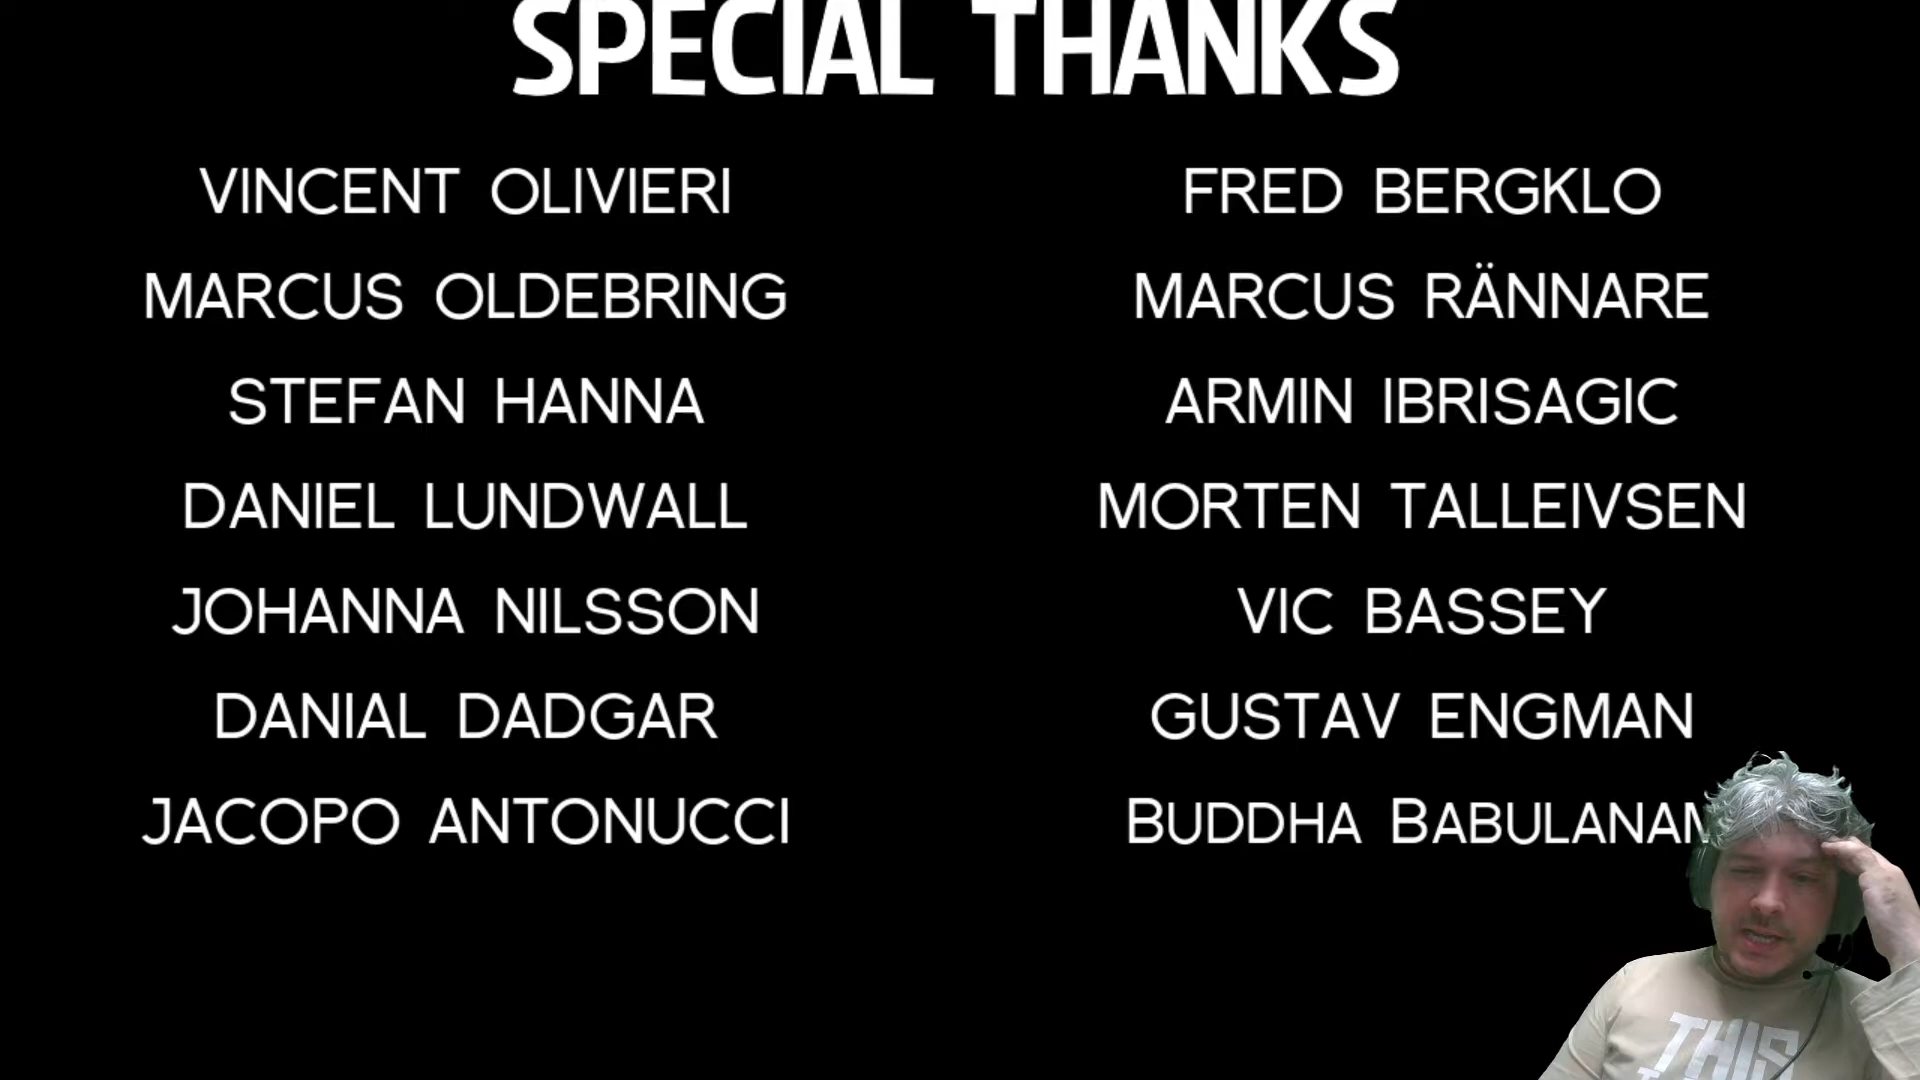 SPECIAL THANKS
VINCENT OLIVIERI
MARCUS OLDEBRING
STEFAN HANNA
DANIEL LUNDWALL
JOHANNA NILSSON
DANIAL DADGAR
JACOPO ANTONUCCI
FRED BERGKLO
MARCUS RÄNNARE
ARMIN IBRISAGIC
MORTEN TALLEIVSEN
VIC BASSEY
GUSTAV ENGMAN
BUDDHA
THIS